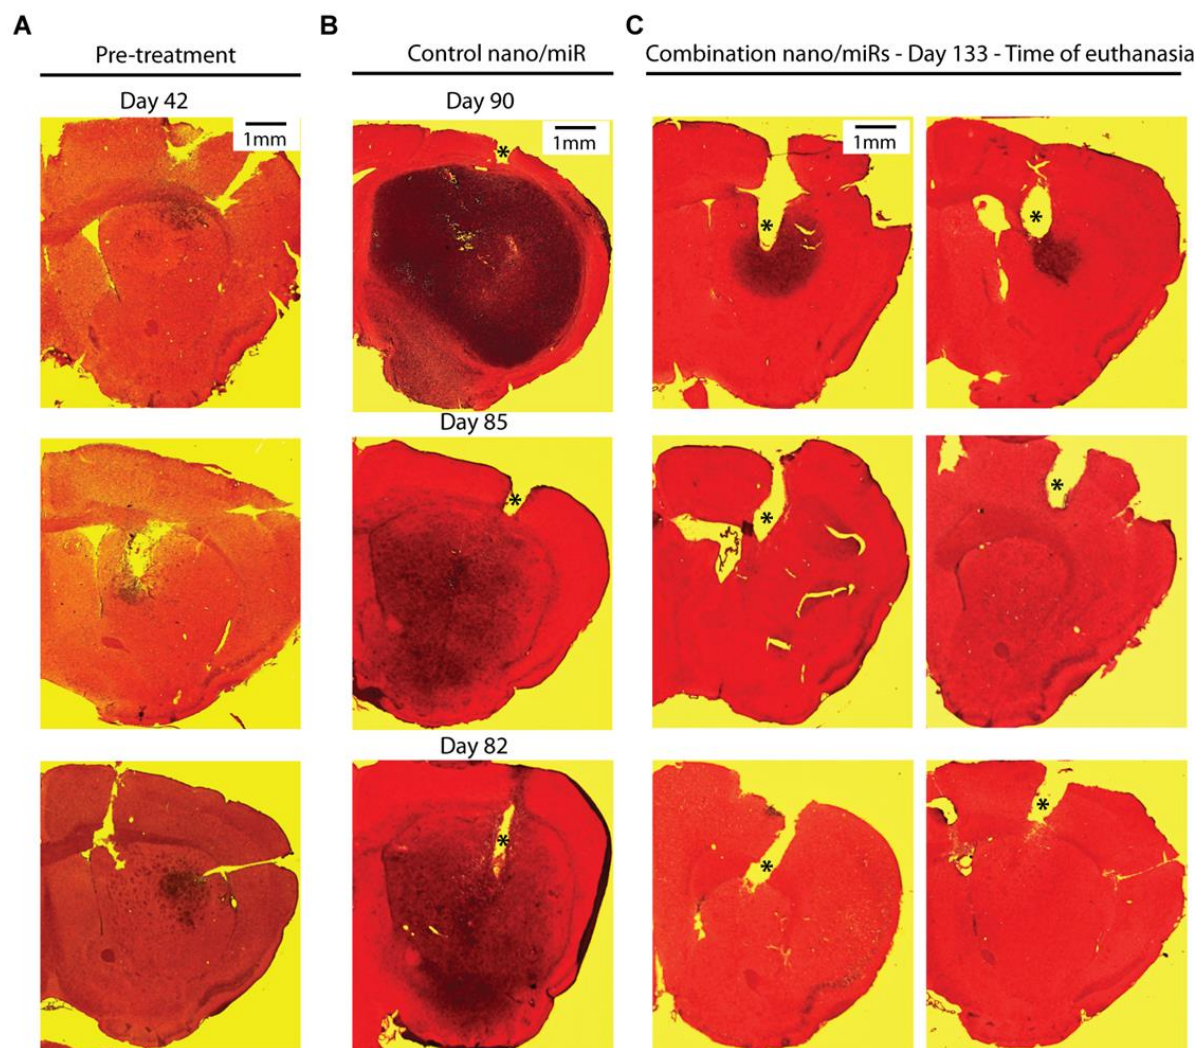 A
Pre-treatment
Day 42
1mm
B
Control nano/miR
Day 90
1mm
*
Day 85
*
Day 82
*
C
Combination nano/miRs - Day 133 - Time of euthanasia
1mm
*
*
*
*
*
*